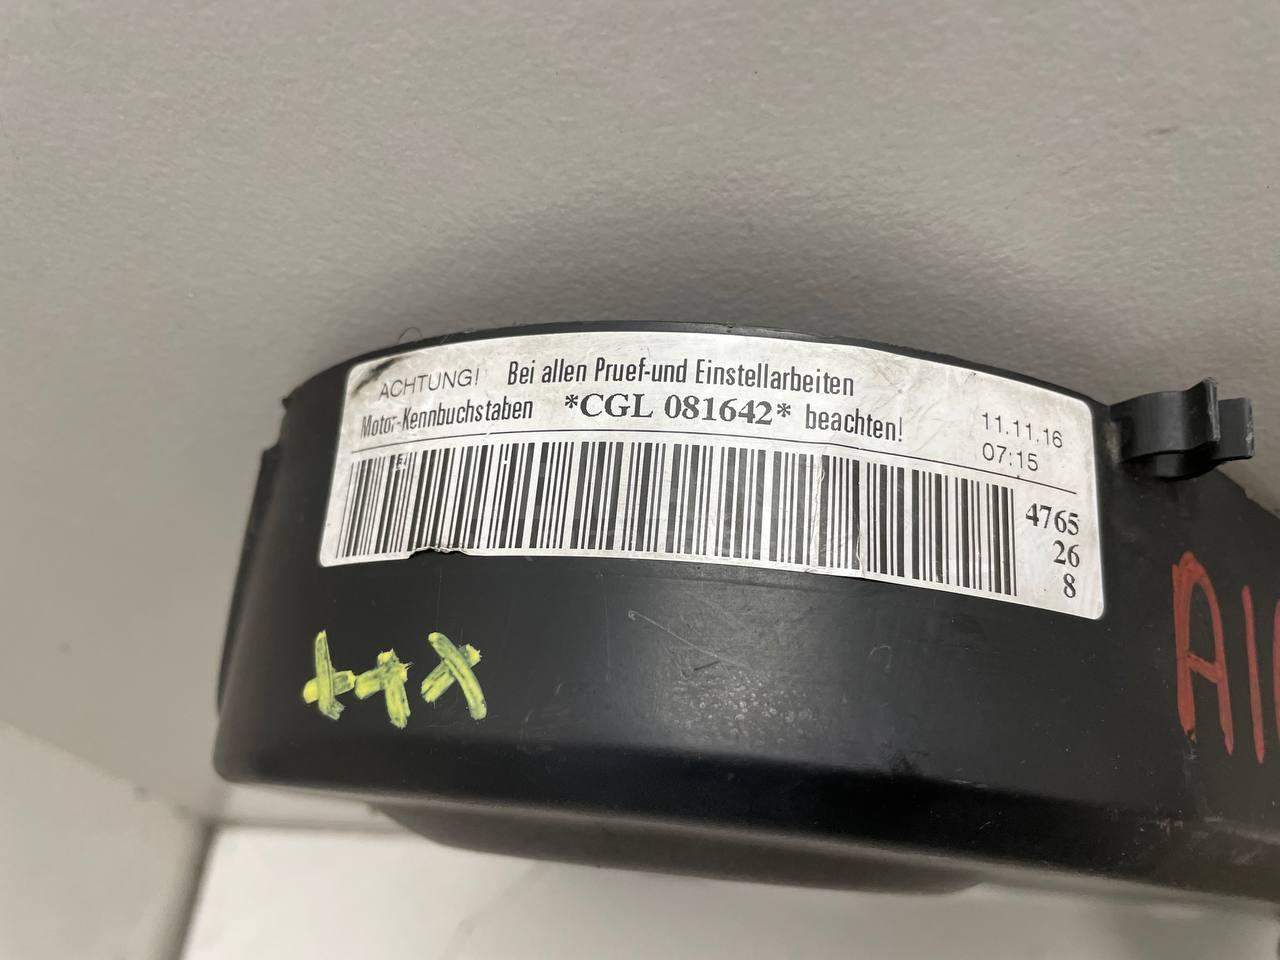 ACHTUNG! Bei allen Pruef-und Einstellarbeiten
Motor-Kennbuchstaben *CGL 081642* beachten!
11.11.16
07:15
4765
26
8